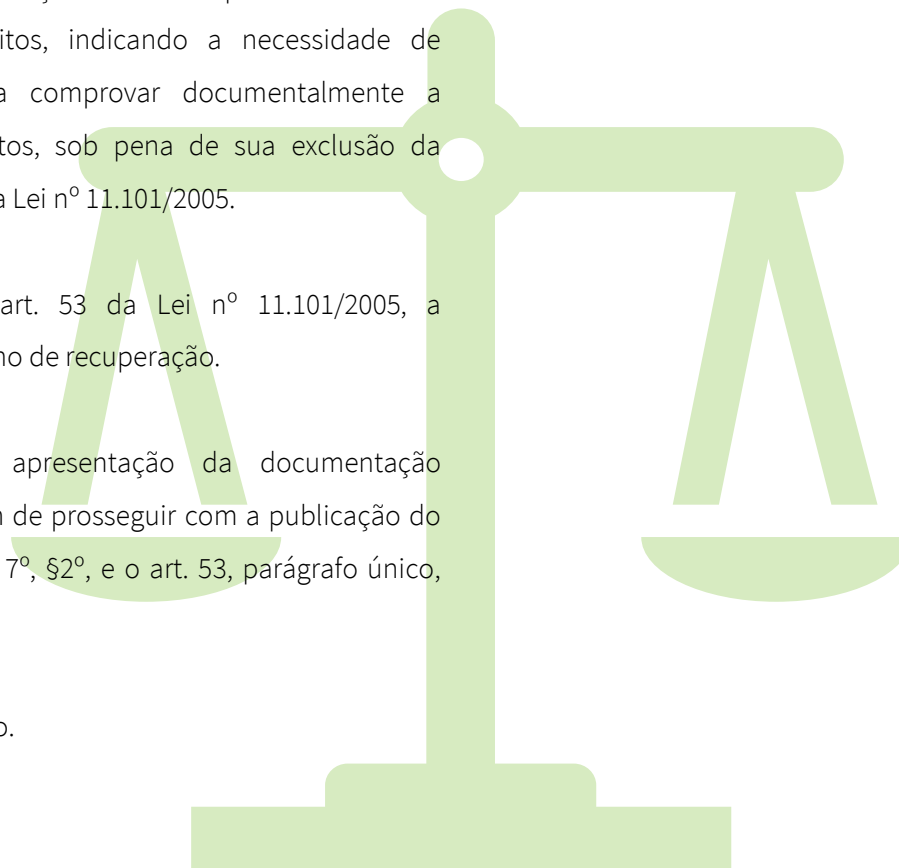 itos, indicando a necessidade de
a comprovar documentalmente a
tos, sob pena de sua exclusão da
a Lei nº 11.101/2005.
art. 53 da Lei nº 11.101/2005, a
no de recuperação.
apresentação da documentação
n de prosseguir com a publicação do
7º, §2º, e o art. 53, parágrafo único,
o.